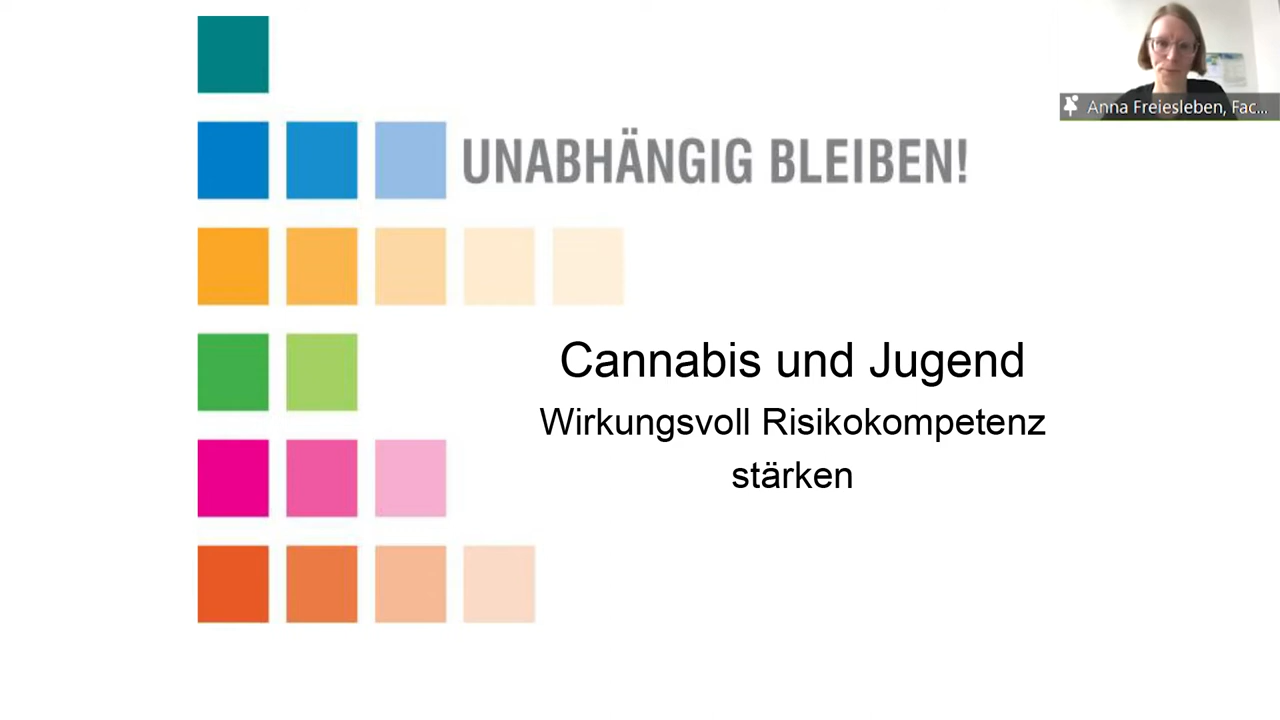 Anna Freiesleben, Fac...
UNABHÄNGIG BLEIBEN!
Cannabis und Jugend
Wirkungsvoll Risikokompetenz
stärken